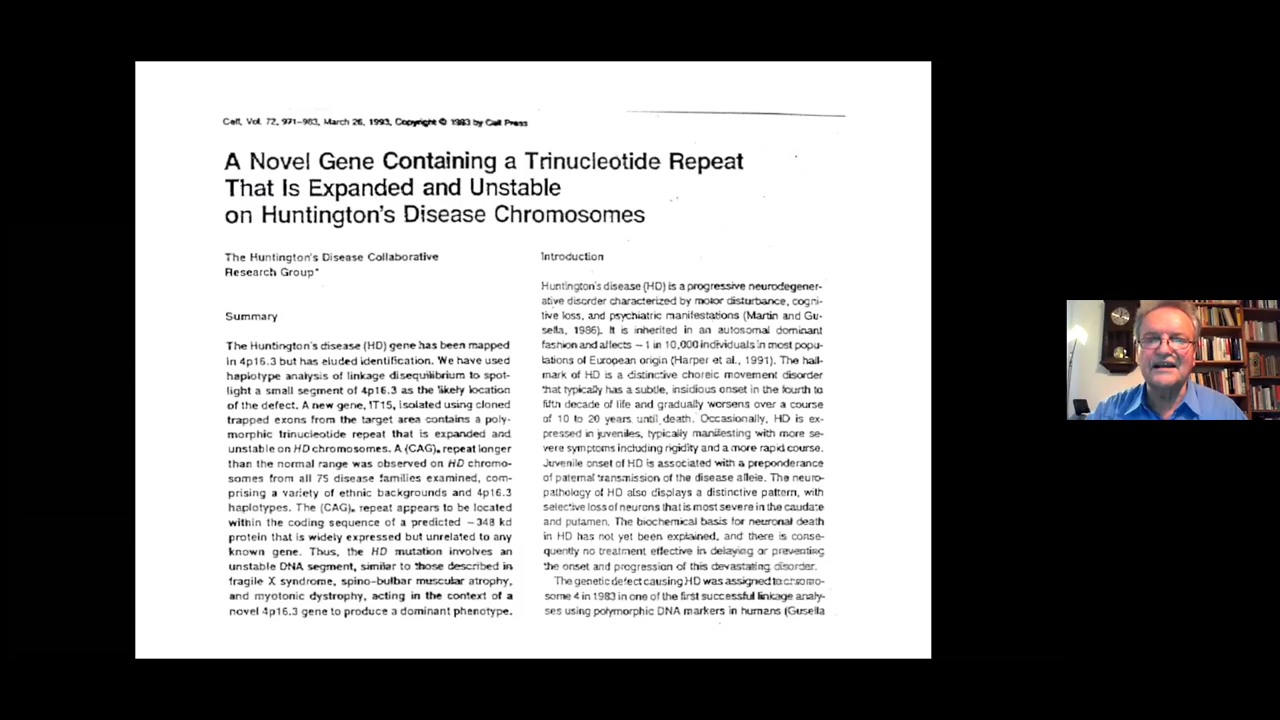 Cell, Vol. 72, 971–983, March 26, 1993, Copyright © 1993 by Cell Press
A Novel Gene Containing a Trinucleotide Repeat
That Is Expanded and Unstable
on Huntington's Disease Chromosomes
The Huntington's Disease Collaborative
Research Group*
Summary
The Huntington's disease (HD) gene has been mapped
in 4p16.3 but has eluded identification. We have used
haplotype analysis of linkage disequilibrium to spot-
light a small segment of 4p16.3 as the likely location
of the defect. A new gene, IT15, isolated using cloned
trapped exons from the target area contains a poly-
morphic trinucleotide repeat that is expanded and
unstable on HD chromosomes. A (CAG)n repeat longer
than the normal range was observed on HD chromo-
somes from all 75 disease families examined, com-
prising a variety of ethnic backgrounds and 4p16.3
haplotypes. The (CAG)n repeat appears to be located
within the coding sequence of a predicted ~348 kd
protein that is widely expressed but unrelated to any
known gene. Thus, the HD mutation involves an
unstable DNA segment, similar to those described in
fragile X syndrome, spino-bulbar muscular atrophy,
and myotonic dystrophy, acting in the context of a
novel 4p16.3 gene to produce a dominant phenotype.
Introduction
Huntington's disease (HD) is a progressive neurodegener-
ative disorder characterized by motor disturbance, cogni-
tive loss, and psychiatric manifestations (Martin and Gu-
sella, 1986). It is inherited in an autosomal dominant
fashion and affects ~1 in 10,000 individuals in most popu-
lations of European origin (Harper et al., 1991). The hall-
mark of HD is a distinctive choreic movement disorder
that typically has a subtle, insidious onset in the fourth to
fifth decade of life and gradually worsens over a course
of 10 to 20 years until death. Occasionally, HD is ex-
pressed in juveniles, typically manifesting with more se-
vere symptoms including rigidity and a more rapid course.
Juvenile onset of HD is associated with a preponderance
of paternal transmission of the disease allele. The neuro-
pathology of HD also displays a distinctive pattern, with
selective loss of neurons that is most severe in the caudate
and putamen. The biochemical basis for neuronal death
in HD has not yet been explained, and there is conse-
quently no treatment effective in delaying or preventing
the onset and progression of this devastating disorder.
The genetic defect causing HD was assigned to chromo-
some 4 in 1983 in one of the first successful linkage analy-
ses using polymorphic DNA markers in humans (Gusella